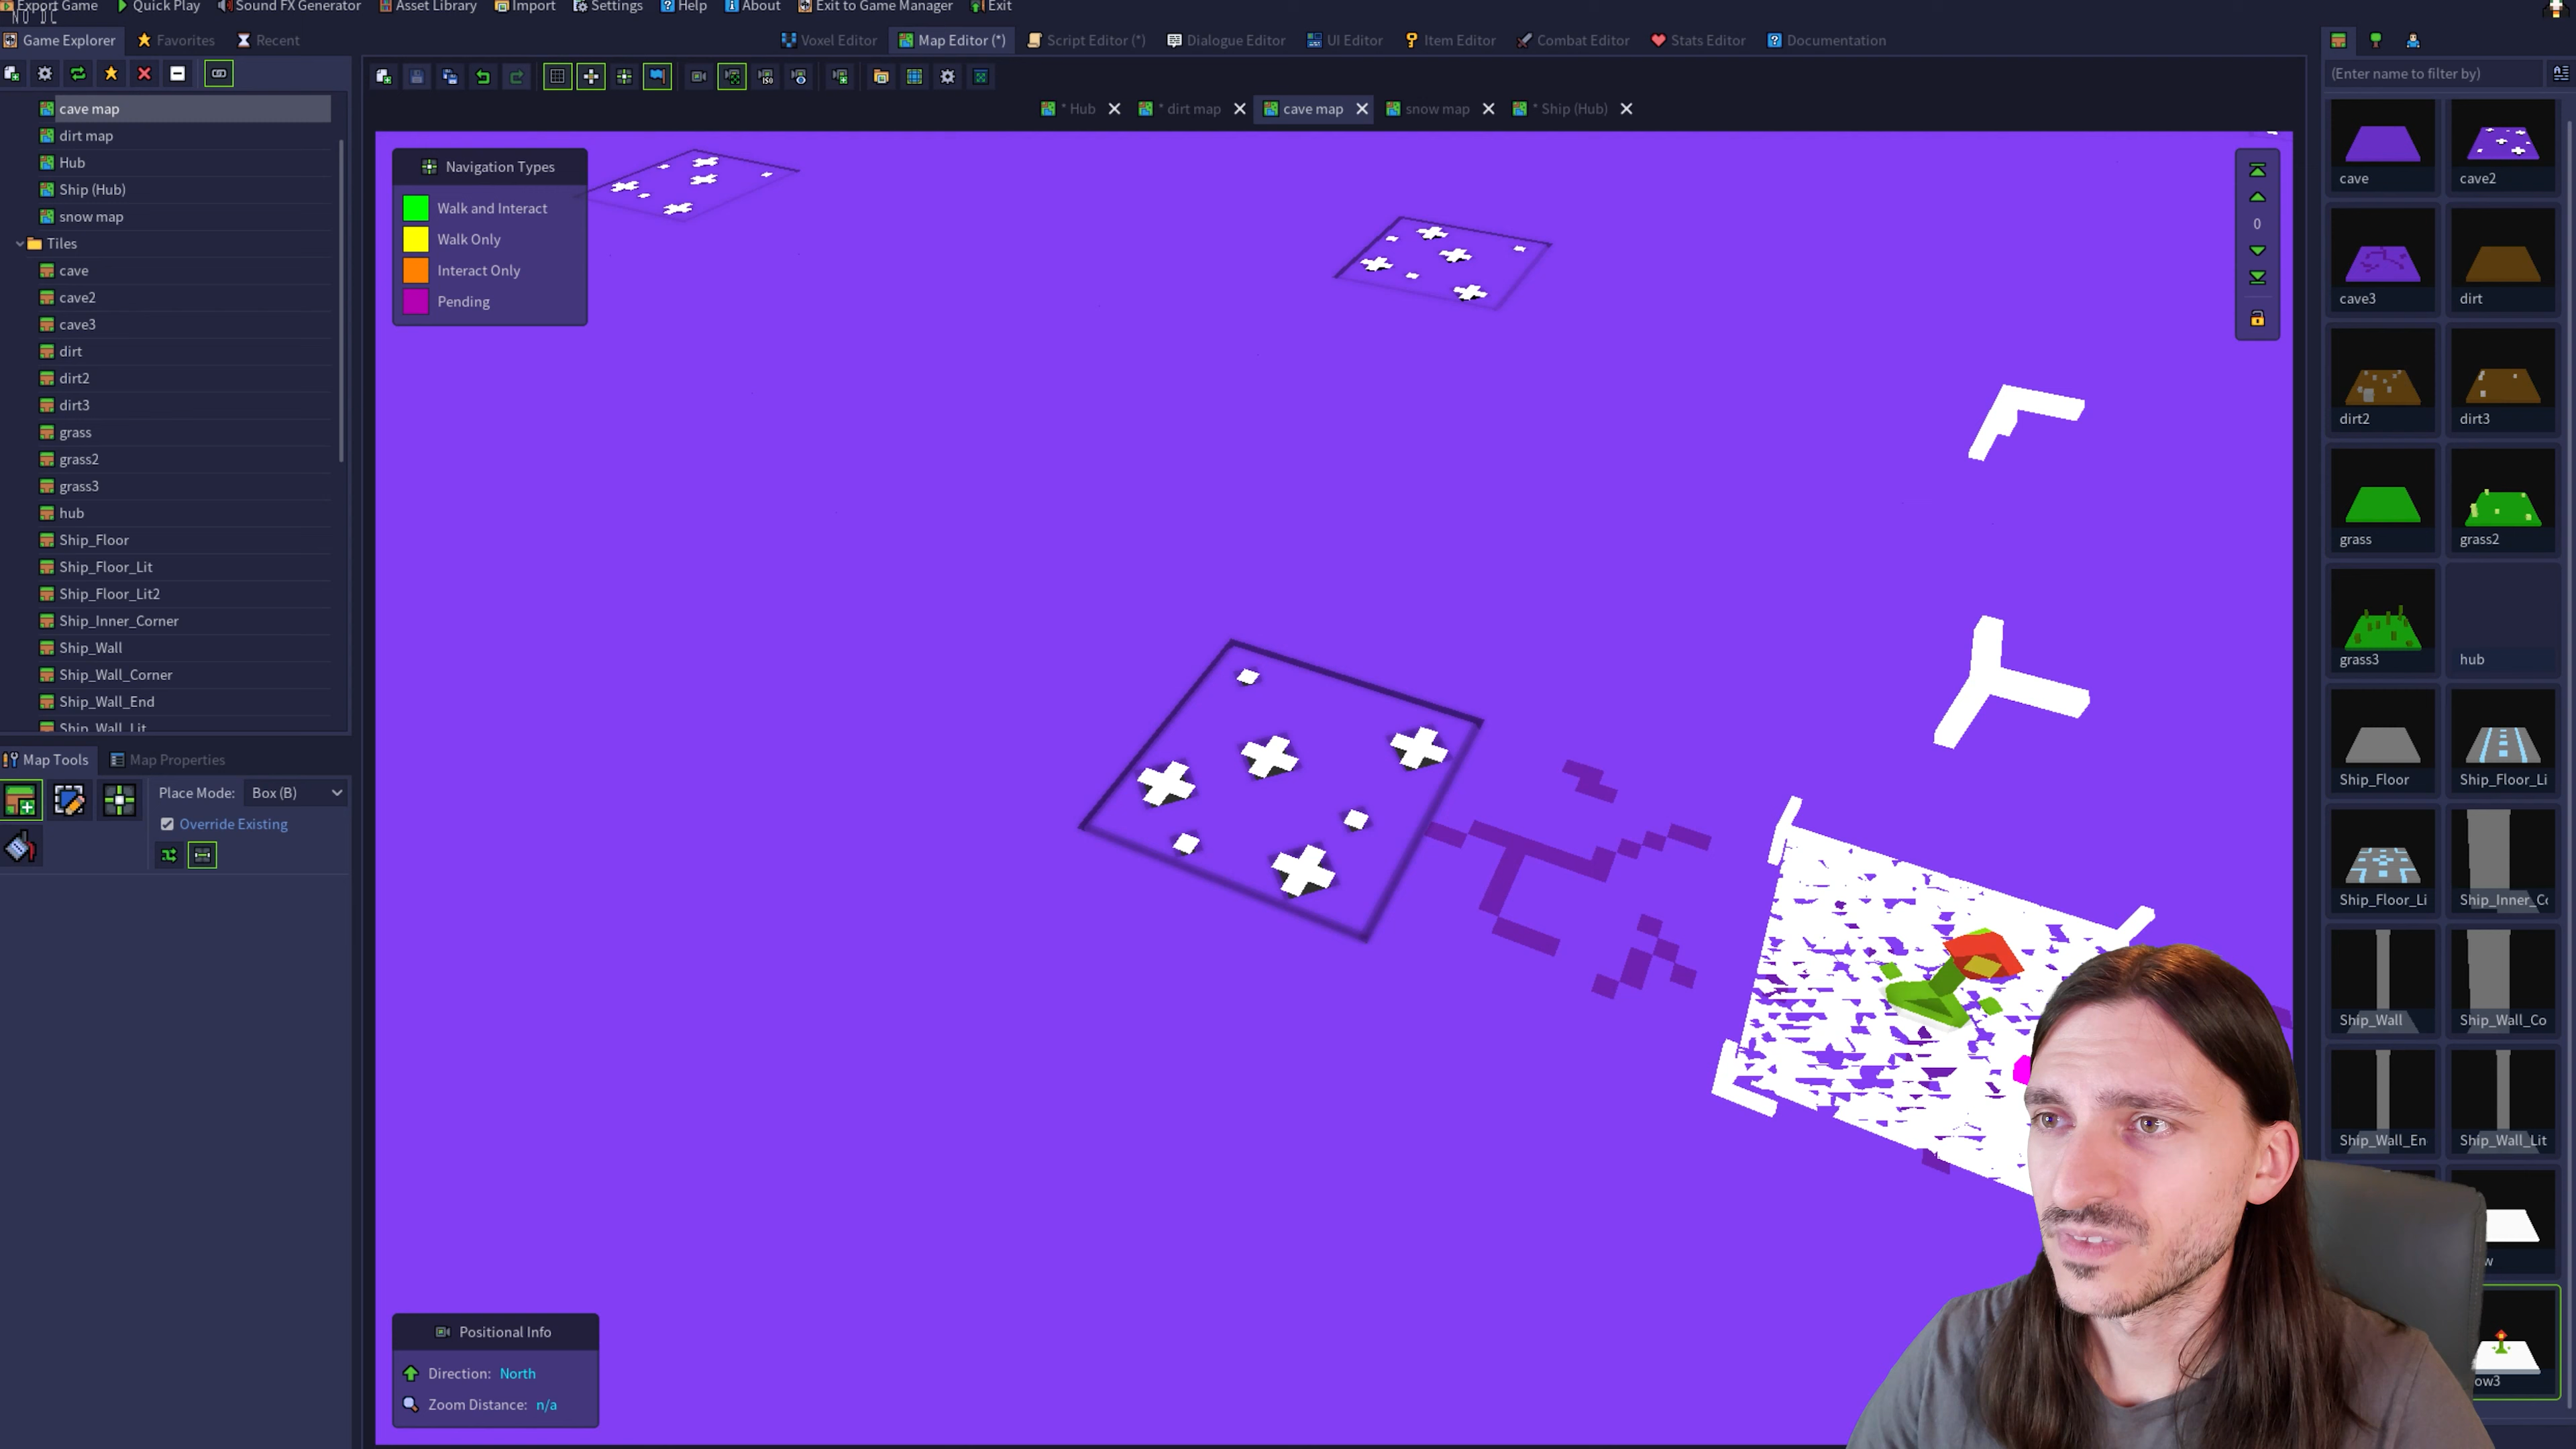 Export Game Quick Play Sound FX Generator Asset Library Import Settings Help About Exit to Game Manager Exit
Game Explorer Favorites Recent
Voxel Editor Map Editor (*) Script Editor (*) Dialogue Editor UI Editor Item Editor Combat Editor Stats Editor Documentation
(Enter name to filter by)
* Hub * dirt map cave map snow map * Ship (Hub)
cave map
dirt map
Hub
Ship (Hub)
snow map
Tiles
cave
cave2
cave3
dirt
dirt2
dirt3
grass
grass2
grass3
hub
Ship_Floor
Ship_Floor_Lit
Ship_Floor_Lit2
Ship_Inner_Corner
Ship_Wall
Ship_Wall_Corner
Ship_Wall_End
Ship_Wall_Lit
Map Tools Map Properties
Place Mode: Box (B)
Override Existing
Navigation Types
Walk and Interact
Walk Only
Interact Only
Pending
0
Positional Info
Direction: North
Zoom Distance: n/a
cave cave2
cave3 dirt
dirt2 dirt3
grass grass2
grass3 hub
Ship_Floor Ship_Floor_Li
Ship_Floor_Li Ship_Inner_Co
Ship_Wall Ship_Wall_Co
Ship_Wall_En Ship_Wall_Lit
w
ow3